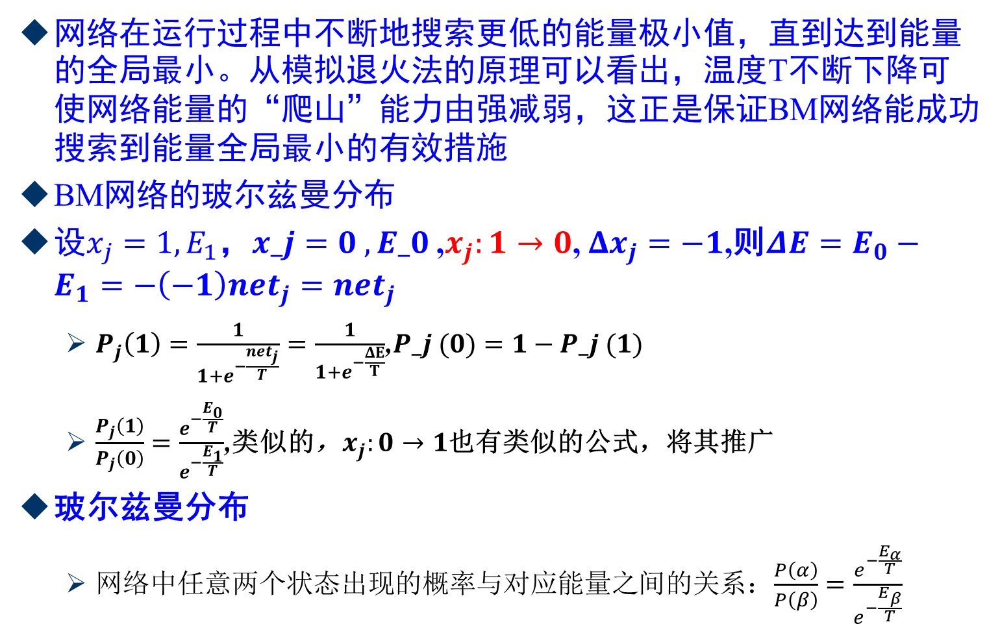 ◆网络在运行过程中不断地搜索更低的能量极小值，直到达到能量
的全局最小。从模拟退火法的原理可以看出，温度T不断下降可
使网络能量的“爬山”能力由强减弱，这正是保证BM网络能成功
搜索到能量全局最小的有效措施
◆BM网络的玻尔兹曼分布
◆设$x_j = 1, E_1$，$x\_j = 0$ ,$E\_0$ ,$x_j: 1 \rightarrow 0$, $\Delta x_j = -1$,则$\Delta E = E_0 -$
$E_1 = -(-1)net_j = net_j$
➢ $P_j(1) = \frac{1}{1+e^{-\frac{net_j}{T}}} = \frac{1}{1+e^{-\frac{\Delta E}{T}}}$,$P\_j (0) = 1 - P\_j (1)$
➢ $\frac{P_j(1)}{P_j(0)} = \frac{e^{-\frac{E_0}{T}}}{e^{-\frac{E_1}{T}}}$,类似的，$x_j: 0 \rightarrow 1$也有类似的公式，将其推广
◆玻尔兹曼分布
➢ 网络中任意两个状态出现的概率与对应能量之间的关系：$\frac{P(\alpha)}{P(\beta)} = \frac{e^{-\frac{E_\alpha}{T}}}{e^{-\frac{E_\beta}{T}}}$